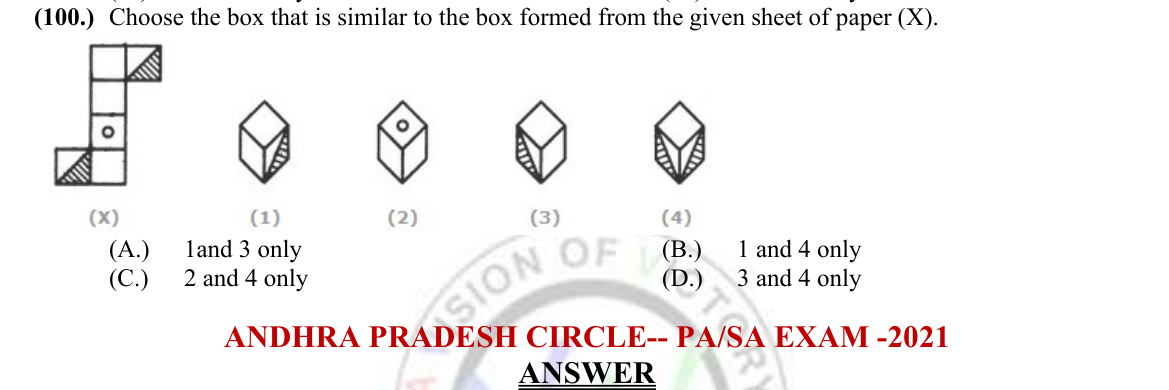 (100.) Choose the box that is similar to the box formed from the given sheet of paper (X).
(X) (1) (2) (3) (4)
(A.) 1and 3 only (B.) 1 and 4 only
(C.) 2 and 4 only (D.) 3 and 4 only
ANDHRA PRADESH CIRCLE-- PA/SA EXAM -2021
ANSWER